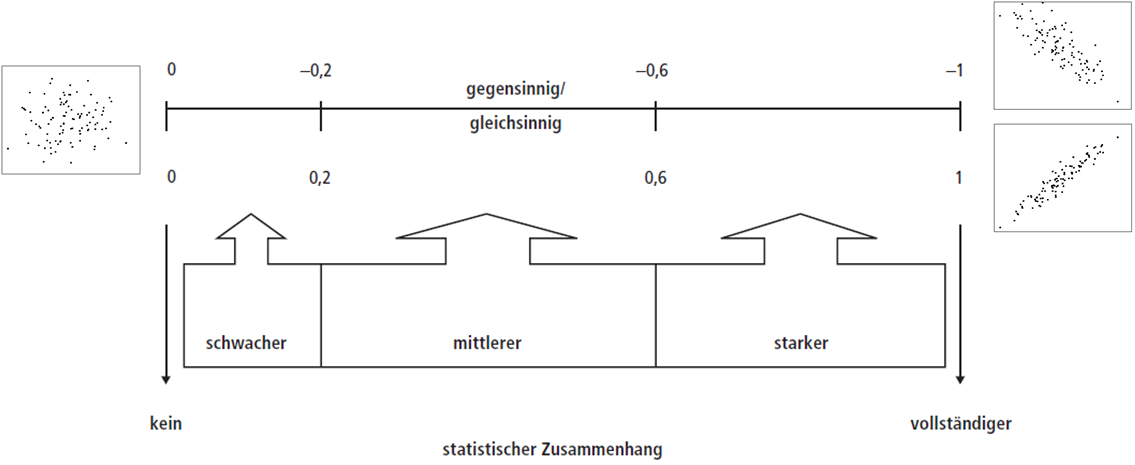 0 –0,2 –0,6 –1
gegensinnig/
gleichsinnig
0 0,2 0,6 1
schwacher mittlerer starker
kein vollständiger
statistischer Zusammenhang